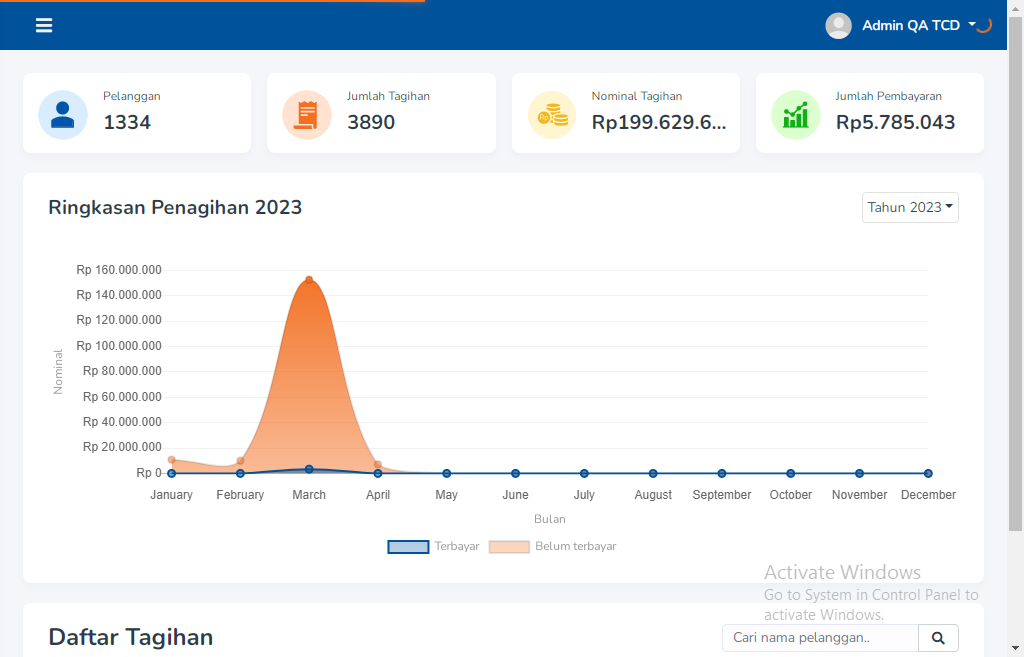 Admin QA TCD
Pelanggan
1334
Jumlah Tagihan
3890
Nominal Tagihan
Rp199.629.6...
Jumlah Pembayaran
Rp5.785.043
Ringkasan Penagihan 2023
Tahun 2023
Nominal
Rp 160.000.000
Rp 140.000.000
Rp 120.000.000
Rp 100.000.000
Rp 80.000.000
Rp 60.000.000
Rp 40.000.000
Rp 20.000.000
Rp 0
January February March April May June July August September October November December
Bulan
Terbayar Belum terbayar
Activate Windows
Go to System in Control Panel to
activate Windows.
Daftar Tagihan
Cari nama pelanggan..